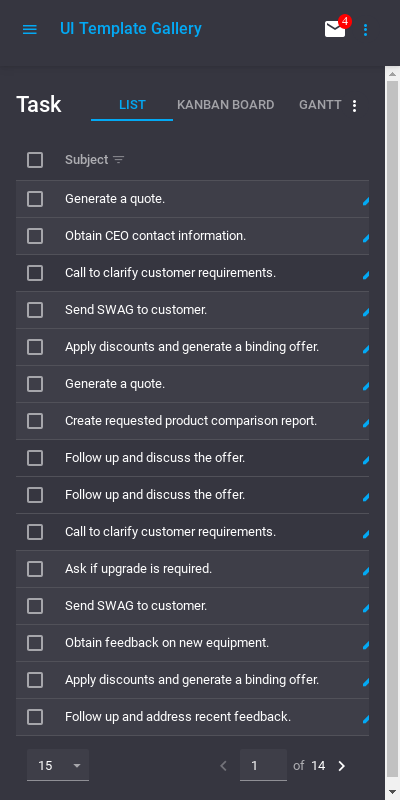 UI Template Gallery
4
Task
LIST
KANBAN BOARD
GANTT
Subject
Generate a quote.
Obtain CEO contact information.
Call to clarify customer requirements.
Send SWAG to customer.
Apply discounts and generate a binding offer.
Generate a quote.
Create requested product comparison report.
Follow up and discuss the offer.
Follow up and discuss the offer.
Call to clarify customer requirements.
Ask if upgrade is required.
Send SWAG to customer.
Obtain feedback on new equipment.
Apply discounts and generate a binding offer.
Follow up and address recent feedback.
15
1 of 14